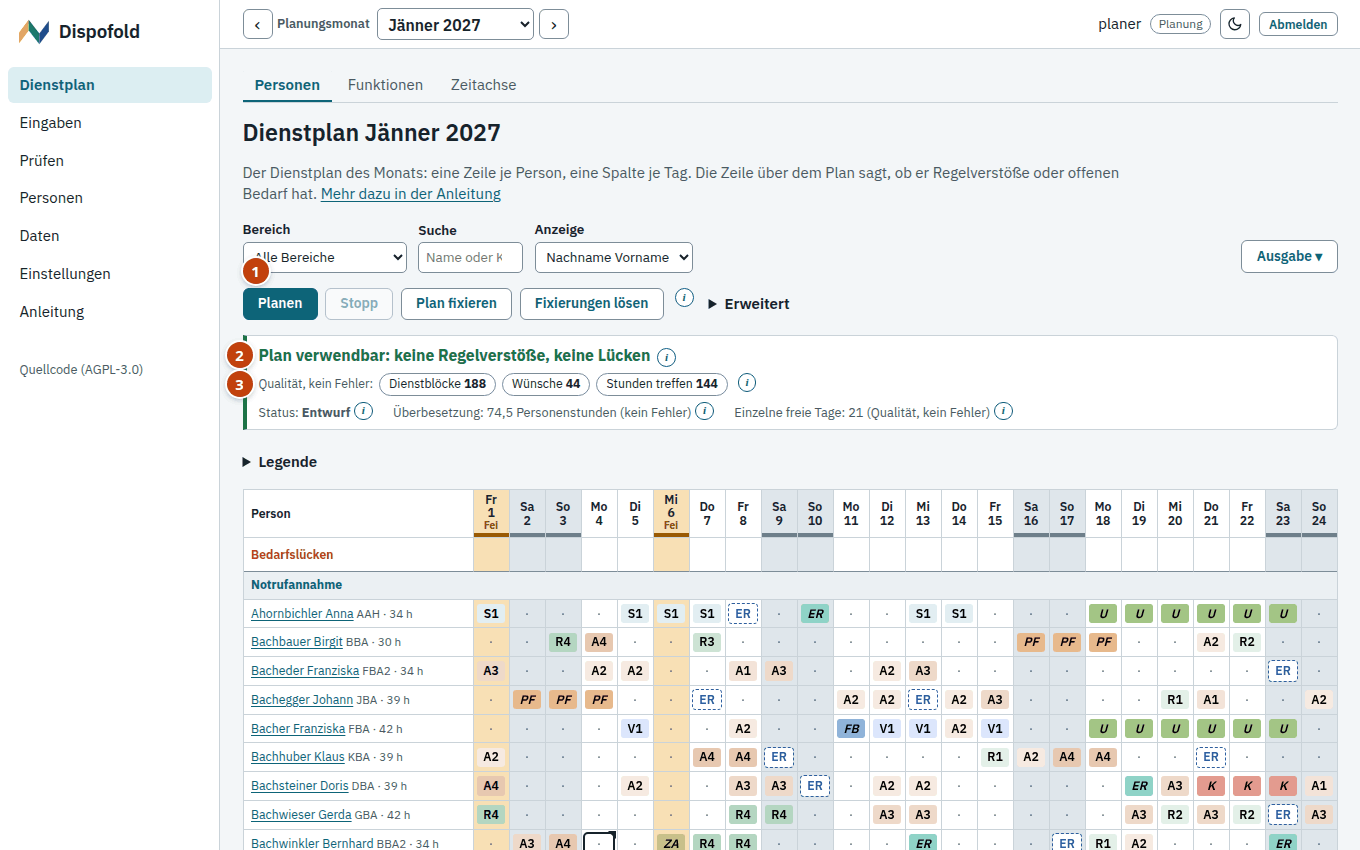 Dispofold
‹ Planungsmonat Jänner 2027 ›
planer Planung Abmelden
Dienstplan
Eingaben
Prüfen
Personen
Daten
Einstellungen
Anleitung
Quellcode (AGPL-3.0)
Personen Funktionen Zeitachse
Dienstplan Jänner 2027
Der Dienstplan des Monats: eine Zeile je Person, eine Spalte je Tag. Die Zeile über dem Plan sagt, ob er Regelverstöße oder offenen
Bedarf hat. Mehr dazu in der Anleitung
Bereich Suche Anzeige
Alle Bereiche Name oder K Nachname Vorname Ausgabe ▾
1
Planen Stopp Plan fixieren Fixierungen lösen i ▶ Erweitert
2 Plan verwendbar: keine Regelverstöße, keine Lücken i
3 Qualität, kein Fehler: Dienstblöcke 188 Wünsche 44 Stunden treffen 144 i
Status: Entwurf i Überbesetzung: 74,5 Personenstunden (kein Fehler) i Einzelne freie Tage: 21 (Qualität, kein Fehler) i
▶ Legende
Person Fr 1 Fei Sa 2 So 3 Mo 4 Di 5 Mi 6 Fei Do 7 Fr 8 Sa 9 So 10 Mo 11 Di 12 Mi 13 Do 14 Fr 15 Sa 16 So 17 Mo 18 Di 19 Mi 20 Do 21 Fr 22 Sa 23 So 24
Bedarfslücken
Notrufannahme
Ahornbichler Anna AAH · 34 h S1 · · · S1 S1 S1 ER · ER · · S1 S1 · · · U U U U U U ·
Bachbauer Birgit BBA · 30 h · · R4 A4 · · R3 · · · · · · · · PF PF PF · · A2 R2 · ·
Bacheder Franziska FBA2 · 34 h A3 · · A2 A2 · · A1 A3 · · A2 A3 · · · · · · · · · ER ·
Bachegger Johann JBA · 39 h · PF PF PF · · ER · · · A2 A2 ER A2 A3 · · · · R1 A1 · · A2
Bacher Franziska FBA · 42 h · · · · V1 · · A2 · · FB V1 V1 A2 V1 · · U U U U U U ·
Bachhuber Klaus KBA · 39 h A2 · · · · · A4 A4 ER · · · · · R1 A2 A4 A4 · · ER · · ·
Bachsteiner Doris DBA · 39 h A4 · · · A2 · · A3 A3 ER · A2 A2 · · · · · ER A3 K K K A1
Bachwieser Gerda GBA · 42 h R4 · · · · · · R4 R4 · · A3 A3 · · · · · A3 R2 A3 R2 ER A3
Bachwinkler Bernhard BBA2 · 34 h · A3 A4 · · ZA R4 R4 · · · · ER · · · ER R1 A2 · · · ER ·